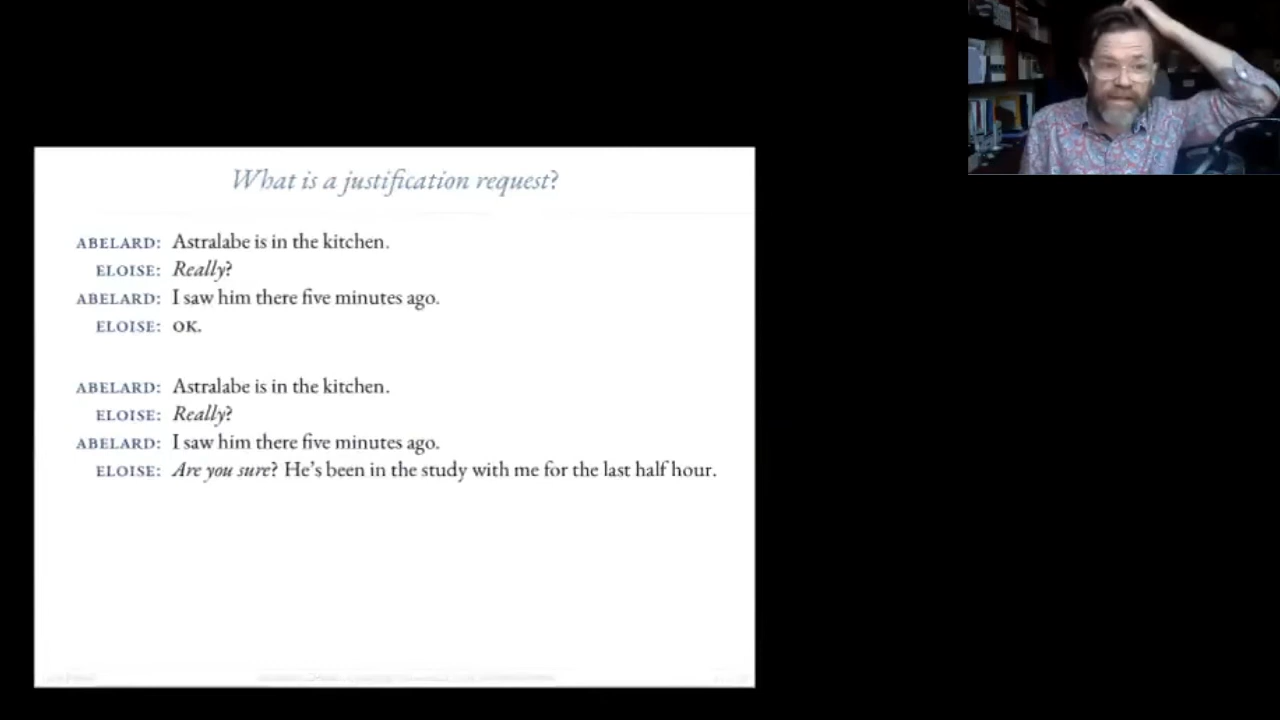 What is a justification request?
ABELARD: Astralabe is in the kitchen.
ELOISE: Really?
ABELARD: I saw him there five minutes ago.
ELOISE: OK.
ABELARD: Astralabe is in the kitchen.
ELOISE: Really?
ABELARD: I saw him there five minutes ago.
ELOISE: Are you sure? He's been in the study with me for the last half hour.